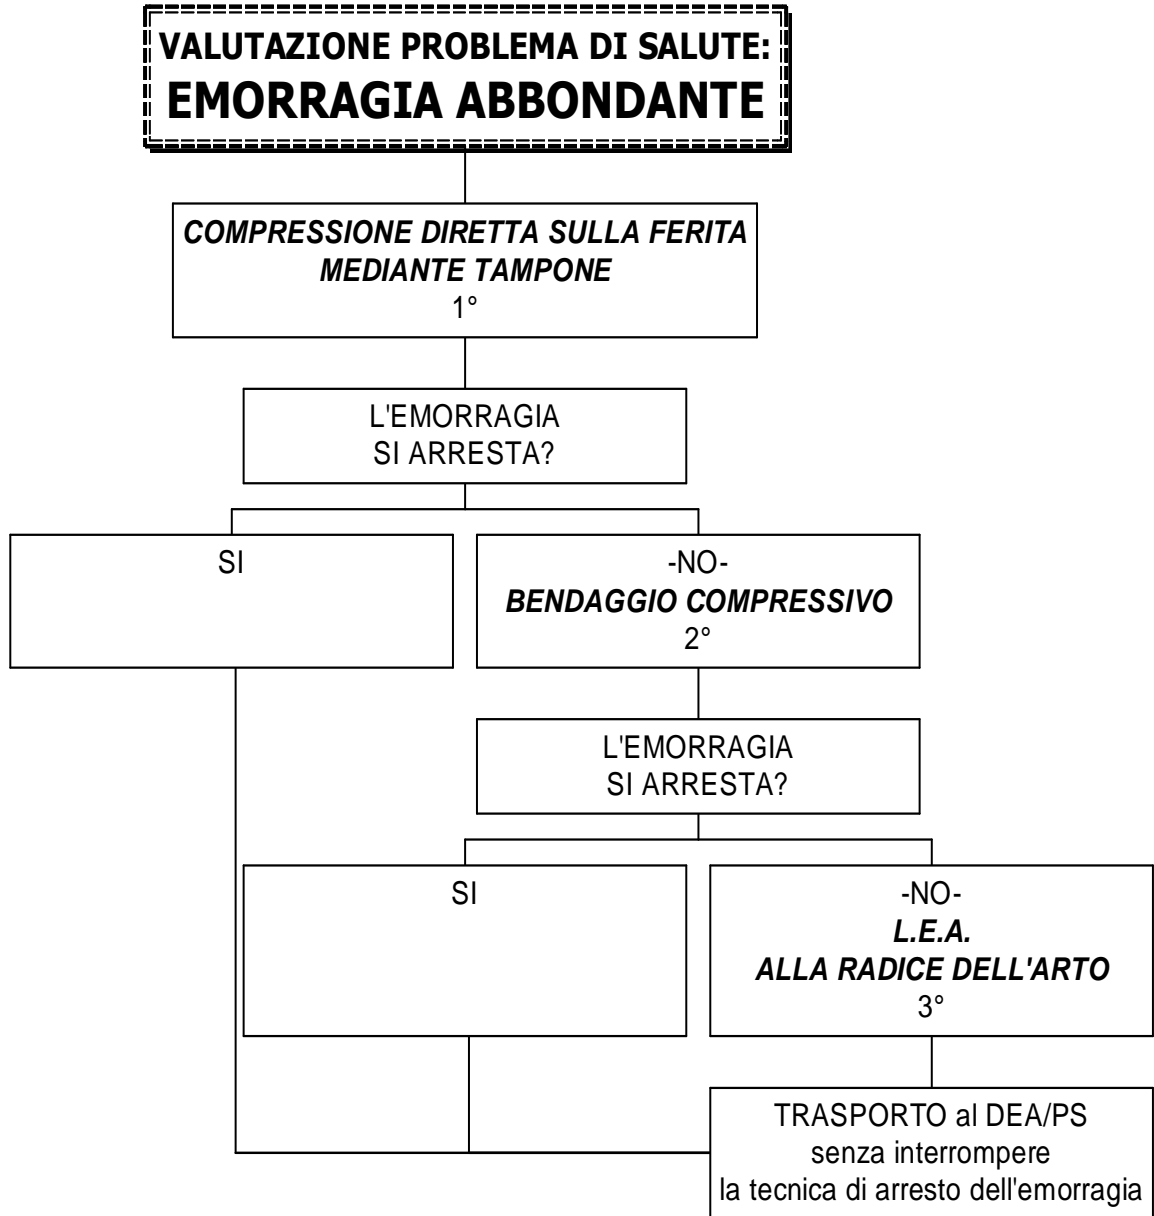 VALUTAZIONE PROBLEMA DI SALUTE:
EMORRAGIA ABBONDANTE
COMPRESSIONE DIRETTA SULLA FERITA
MEDIANTE TAMPONE
1°
L'EMORRAGIA
SI ARRESTA?
SI
-NO-
BENDAGGIO COMPRESSIVO
2°
L'EMORRAGIA
SI ARRESTA?
SI
-NO-
L.E.A.
ALLA RADICE DELL'ARTO
3°
TRASPORTO al DEA/PS
senza interrompere
la tecnica di arresto dell'emorragia